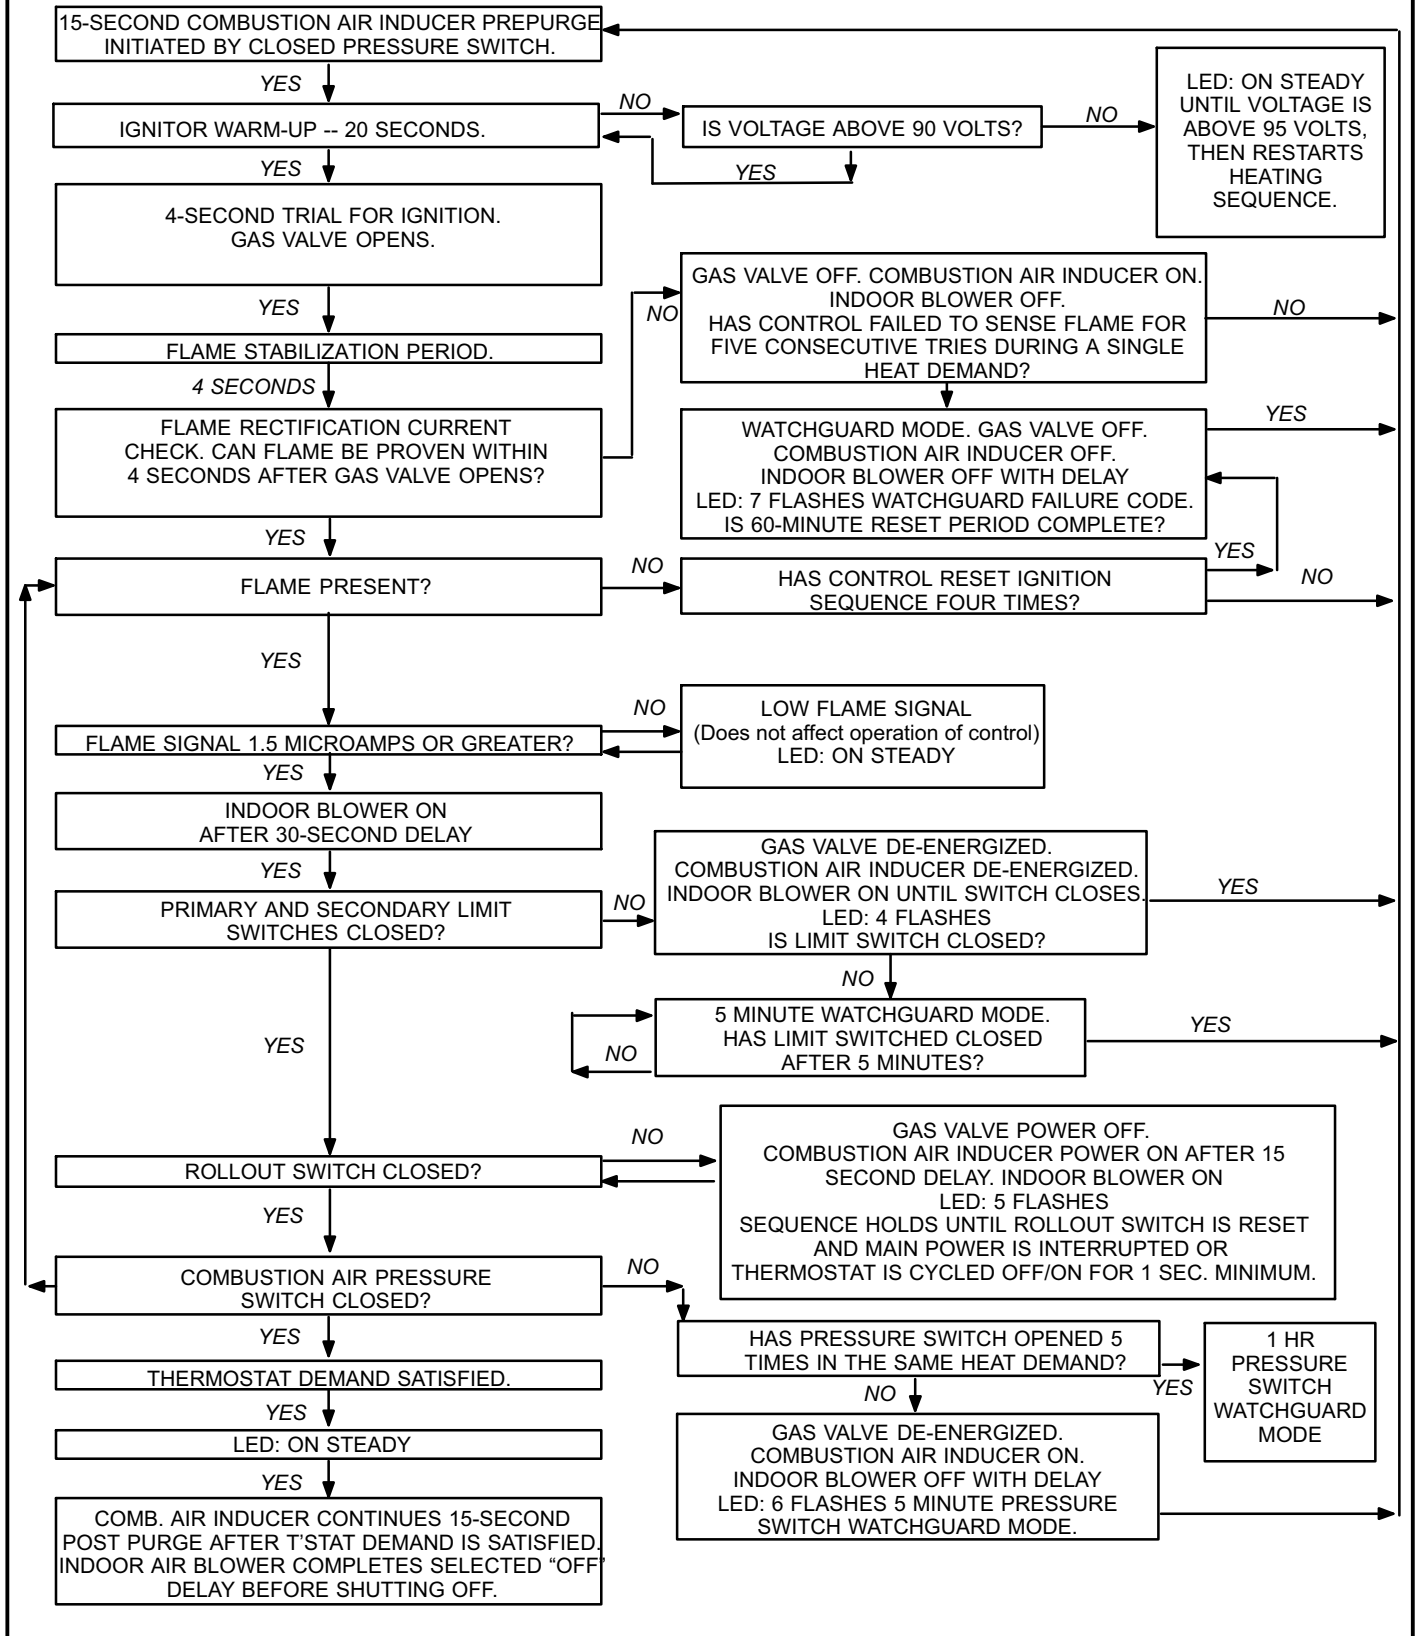 15-SECOND COMBUSTION AIR INDUCER PREPURGE
INITIATED BY CLOSED PRESSURE SWITCH.
YES
IGNITOR WARM-UP -- 20 SECONDS.
NO
IS VOLTAGE ABOVE 90 VOLTS?
NO
YES
LED: ON STEADY
UNTIL VOLTAGE IS
ABOVE 95 VOLTS,
THEN RESTARTS
HEATING
SEQUENCE.
YES
4-SECOND TRIAL FOR IGNITION.
GAS VALVE OPENS.
YES
FLAME STABILIZATION PERIOD.
4 SECONDS
FLAME RECTIFICATION CURRENT
CHECK. CAN FLAME BE PROVEN WITHIN
4 SECONDS AFTER GAS VALVE OPENS?
NO
GAS VALVE OFF. COMBUSTION AIR INDUCER ON.
INDOOR BLOWER OFF.
HAS CONTROL FAILED TO SENSE FLAME FOR
FIVE CONSECUTIVE TRIES DURING A SINGLE
HEAT DEMAND?
NO
WATCHGUARD MODE. GAS VALVE OFF.
COMBUSTION AIR INDUCER OFF.
INDOOR BLOWER OFF WITH DELAY
LED: 7 FLASHES WATCHGUARD FAILURE CODE.
IS 60-MINUTE RESET PERIOD COMPLETE?
YES
YES
FLAME PRESENT?
NO
HAS CONTROL RESET IGNITION
SEQUENCE FOUR TIMES?
YES
NO
YES
FLAME SIGNAL 1.5 MICROAMPS OR GREATER?
NO
LOW FLAME SIGNAL
(Does not affect operation of control)
LED: ON STEADY
YES
INDOOR BLOWER ON
AFTER 30-SECOND DELAY
YES
PRIMARY AND SECONDARY LIMIT
SWITCHES CLOSED?
NO
GAS VALVE DE-ENERGIZED.
COMBUSTION AIR INDUCER DE-ENERGIZED.
INDOOR BLOWER ON UNTIL SWITCH CLOSES.
LED: 4 FLASHES
IS LIMIT SWITCH CLOSED?
YES
NO
5 MINUTE WATCHGUARD MODE.
HAS LIMIT SWITCHED CLOSED
AFTER 5 MINUTES?
NO
YES
YES
ROLLOUT SWITCH CLOSED?
NO
GAS VALVE POWER OFF.
COMBUSTION AIR INDUCER POWER ON AFTER 15
SECOND DELAY. INDOOR BLOWER ON
LED: 5 FLASHES
SEQUENCE HOLDS UNTIL ROLLOUT SWITCH IS RESET
AND MAIN POWER IS INTERRUPTED OR
THERMOSTAT IS CYCLED OFF/ON FOR 1 SEC. MINIMUM.
YES
COMBUSTION AIR PRESSURE
SWITCH CLOSED?
NO
HAS PRESSURE SWITCH OPENED 5
TIMES IN THE SAME HEAT DEMAND?
YES
1 HR
PRESSURE
SWITCH
WATCHGUARD
MODE
NO
GAS VALVE DE-ENERGIZED.
COMBUSTION AIR INDUCER ON.
INDOOR BLOWER OFF WITH DELAY
LED: 6 FLASHES 5 MINUTE PRESSURE
SWITCH WATCHGUARD MODE.
YES
THERMOSTAT DEMAND SATISFIED.
YES
LED: ON STEADY
YES
COMB. AIR INDUCER CONTINUES 15-SECOND
POST PURGE AFTER T'STAT DEMAND IS SATISFIED.
INDOOR AIR BLOWER COMPLETES SELECTED “OFF”
DELAY BEFORE SHUTTING OFF.